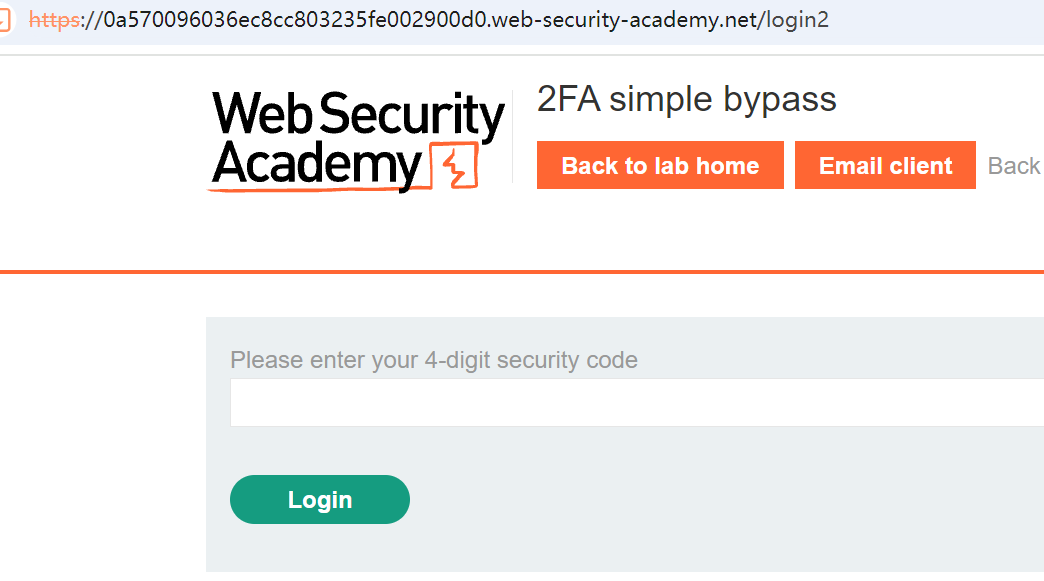 https://0a570096036ec8cc803235fe002900d0.web-security-academy.net/login2
Web Security
Academy
2FA simple bypass
Back to lab home
Email client
Back
Please enter your 4-digit security code
Login